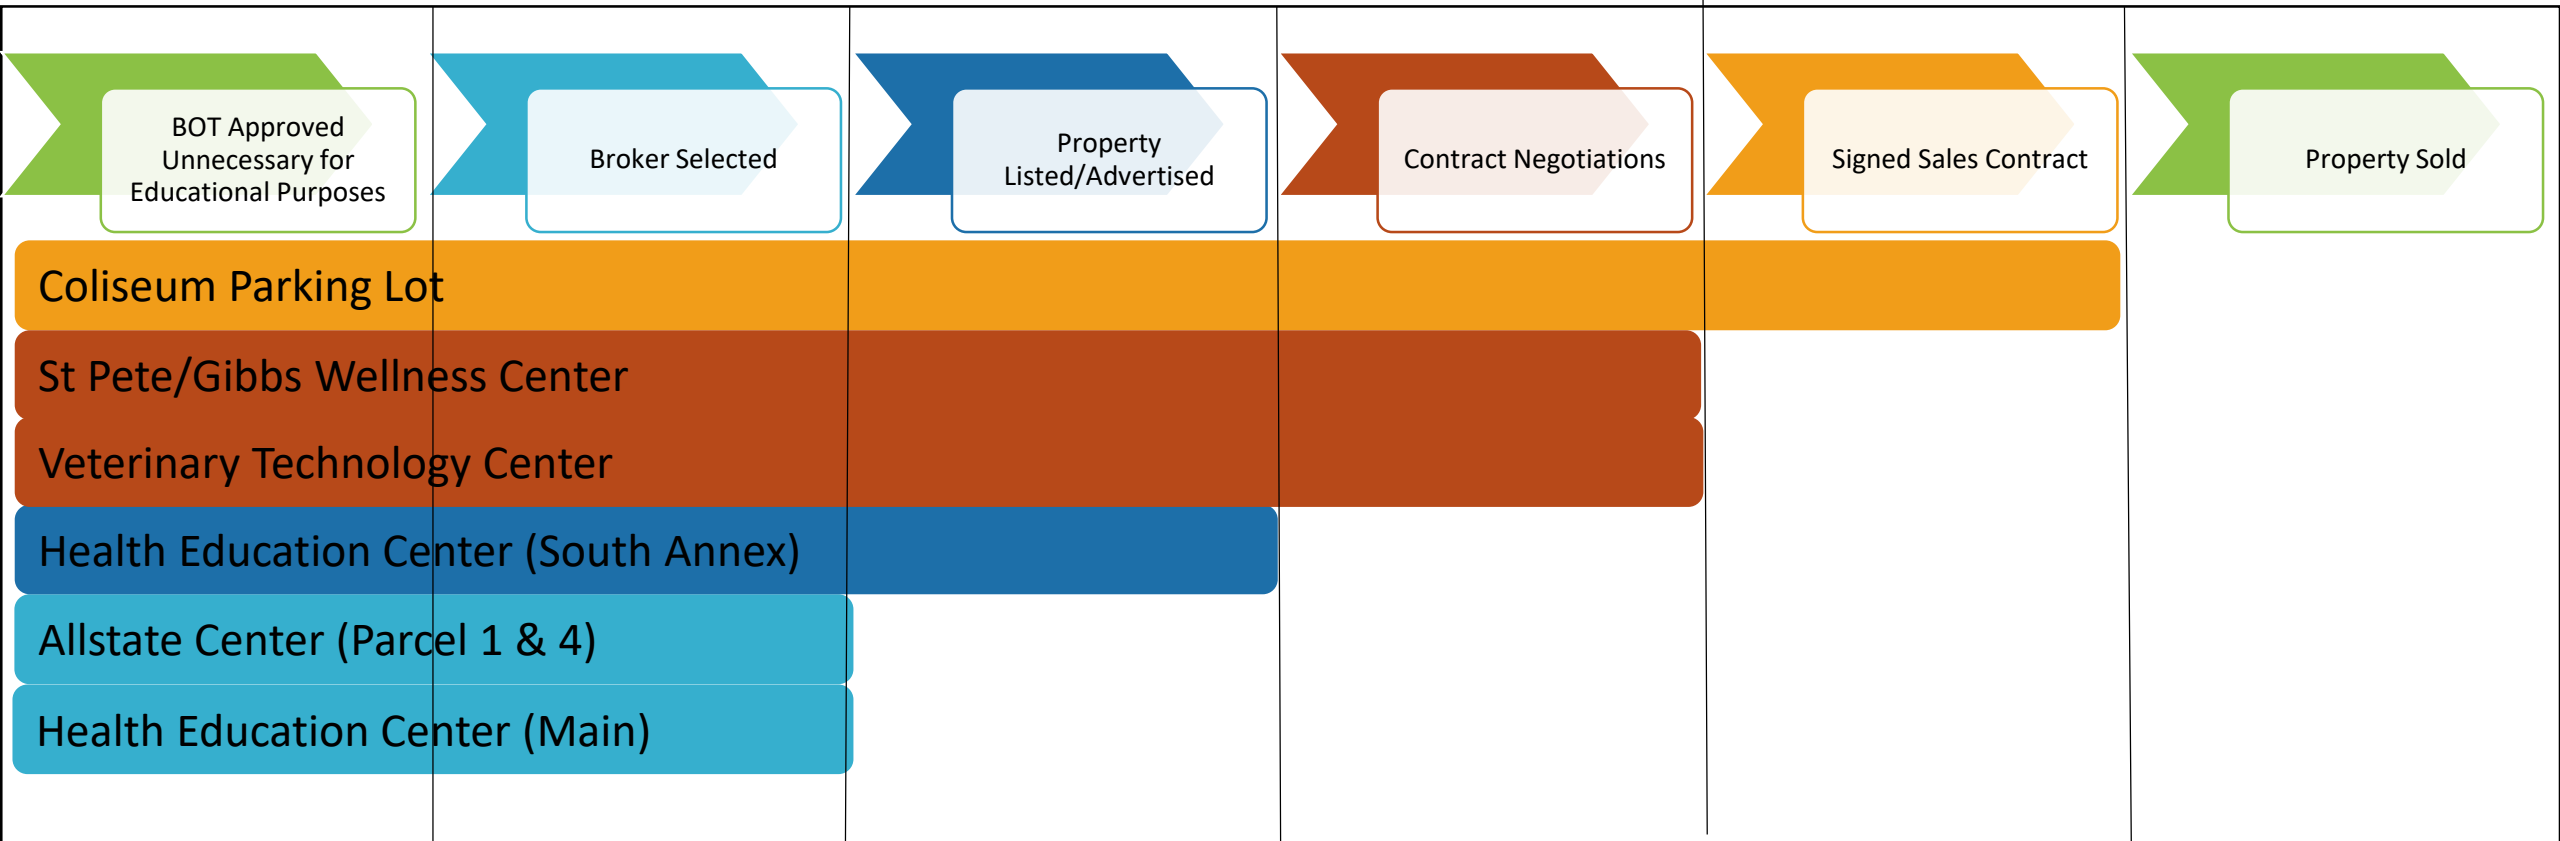 BOT Approved
Unnecessary for
Educational Purposes
Broker Selected
Property
Listed/Advertised
Contract Negotiations
Signed Sales Contract
Property Sold
Coliseum Parking Lot
St Pete/Gibbs Wellness Center
Veterinary Technology Center
Health Education Center (South Annex)
Allstate Center (Parcel 1 & 4)
Health Education Center (Main)